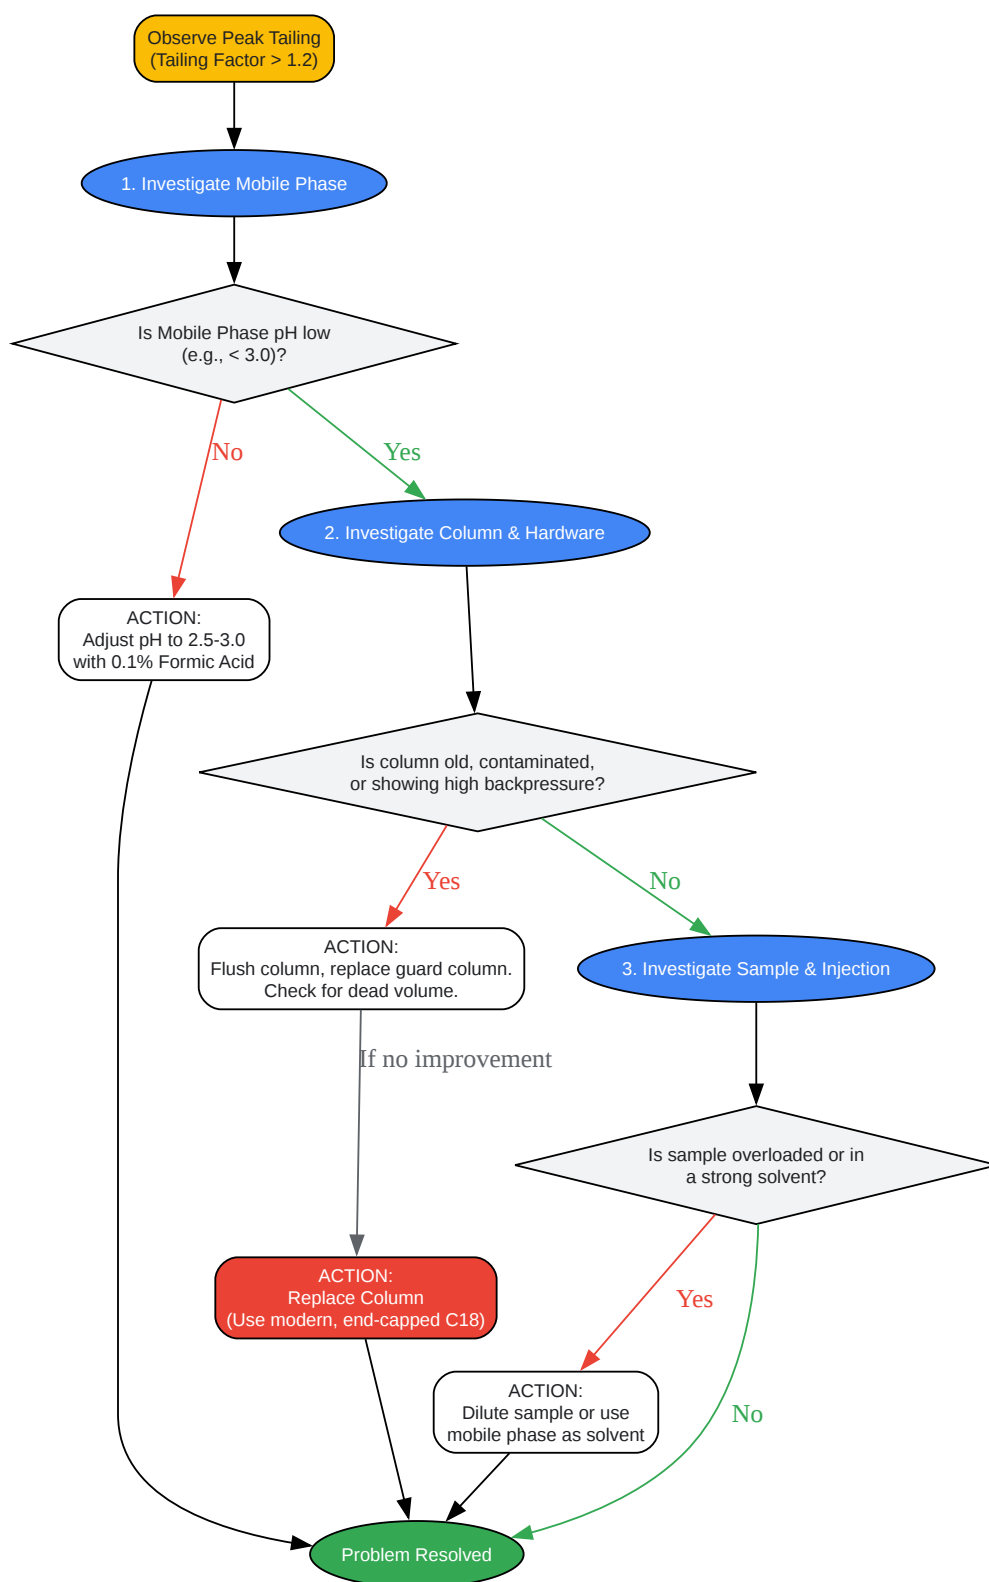 Observe Peak Tailing
(Tailing Factor > 1.2)
1. Investigate Mobile Phase
Is Mobile Phase pH low
(e.g., < 3.0)?
No
Yes
2. Investigate Column & Hardware
ACTION:
Adjust pH to 2.5-3.0
with 0.1% Formic Acid
Is column old, contaminated,
or showing high backpressure?
Yes
No
ACTION:
Flush column, replace guard column.
Check for dead volume.
3. Investigate Sample & Injection
If no improvement
Is sample overloaded or in
a strong solvent?
ACTION:
Replace Column
(Use modern, end-capped C18)
Yes
ACTION:
Dilute sample or use
mobile phase as solvent
No
Problem Resolved